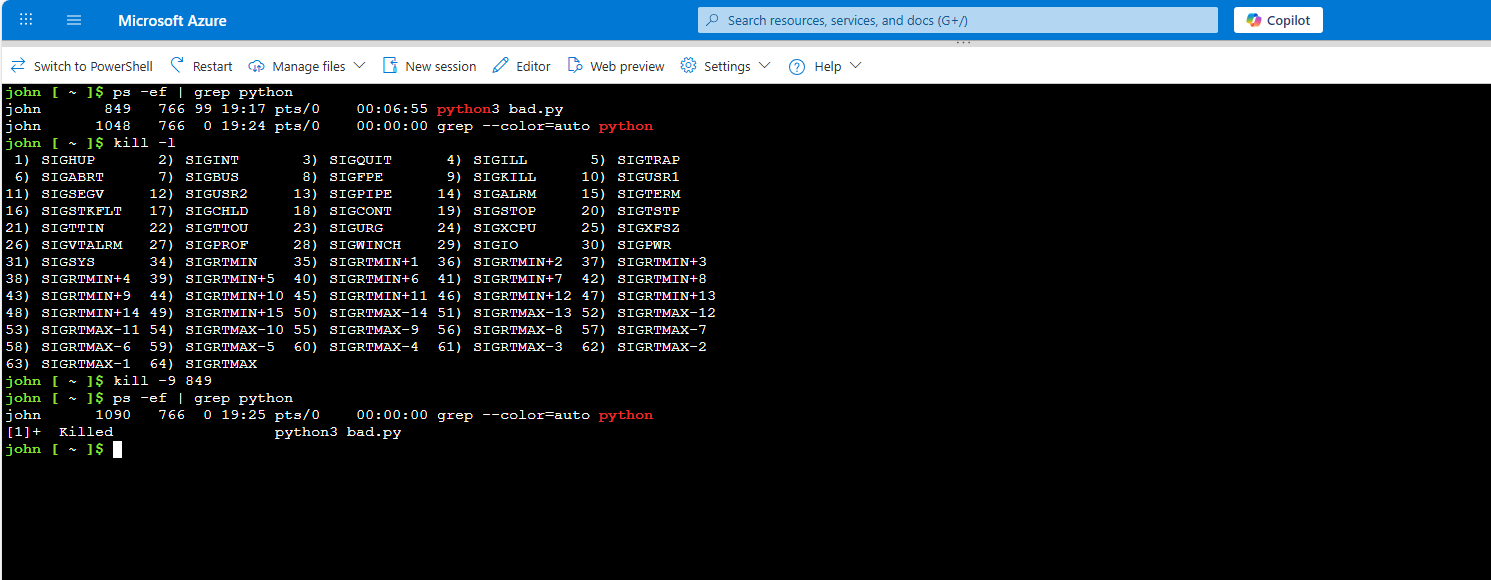 Microsoft Azure
Search resources, services, and docs (G+/)
Copilot
Switch to PowerShell Restart Manage files New session Editor Web preview Settings Help
john [ ~ ]$ ps -ef | grep python
john         849     766 99 19:17 pts/0    00:06:55 python3 bad.py
john        1048     766  0 19:24 pts/0    00:00:00 grep --color=auto python
john [ ~ ]$ kill -l
 1) SIGHUP       2) SIGINT       3) SIGQUIT      4) SIGILL       5) SIGTRAP
 6) SIGABRT      7) SIGBUS       8) SIGFPE       9) SIGKILL     10) SIGUSR1
11) SIGSEGV     12) SIGUSR2     13) SIGPIPE     14) SIGALRM     15) SIGTERM
16) SIGSTKFLT   17) SIGCHLD     18) SIGCONT     19) SIGSTOP     20) SIGTSTP
21) SIGTTIN     22) SIGTTOU     23) SIGURG      24) SIGXCPU     25) SIGXFSZ
26) SIGVTALRM   27) SIGPROF     28) SIGWINCH    29) SIGIO       30) SIGPWR
31) SIGSYS      34) SIGRTMIN    35) SIGRTMIN+1  36) SIGRTMIN+2  37) SIGRTMIN+3
38) SIGRTMIN+4  39) SIGRTMIN+5  40) SIGRTMIN+6  41) SIGRTMIN+7  42) SIGRTMIN+8
43) SIGRTMIN+9  44) SIGRTMIN+10 45) SIGRTMIN+11 46) SIGRTMIN+12 47) SIGRTMIN+13
48) SIGRTMIN+14 49) SIGRTMIN+15 50) SIGRTMAX-14 51) SIGRTMAX-13 52) SIGRTMAX-12
53) SIGRTMAX-11 54) SIGRTMAX-10 55) SIGRTMAX-9  56) SIGRTMAX-8  57) SIGRTMAX-7
58) SIGRTMAX-6  59) SIGRTMAX-5  60) SIGRTMAX-4  61) SIGRTMAX-3  62) SIGRTMAX-2
63) SIGRTMAX-1  64) SIGRTMAX
john [ ~ ]$ kill -9 849
john [ ~ ]$ ps -ef | grep python
john        1090     766  0 19:25 pts/0    00:00:00 grep --color=auto python
[1]+  Killed                  python3 bad.py
john [ ~ ]$